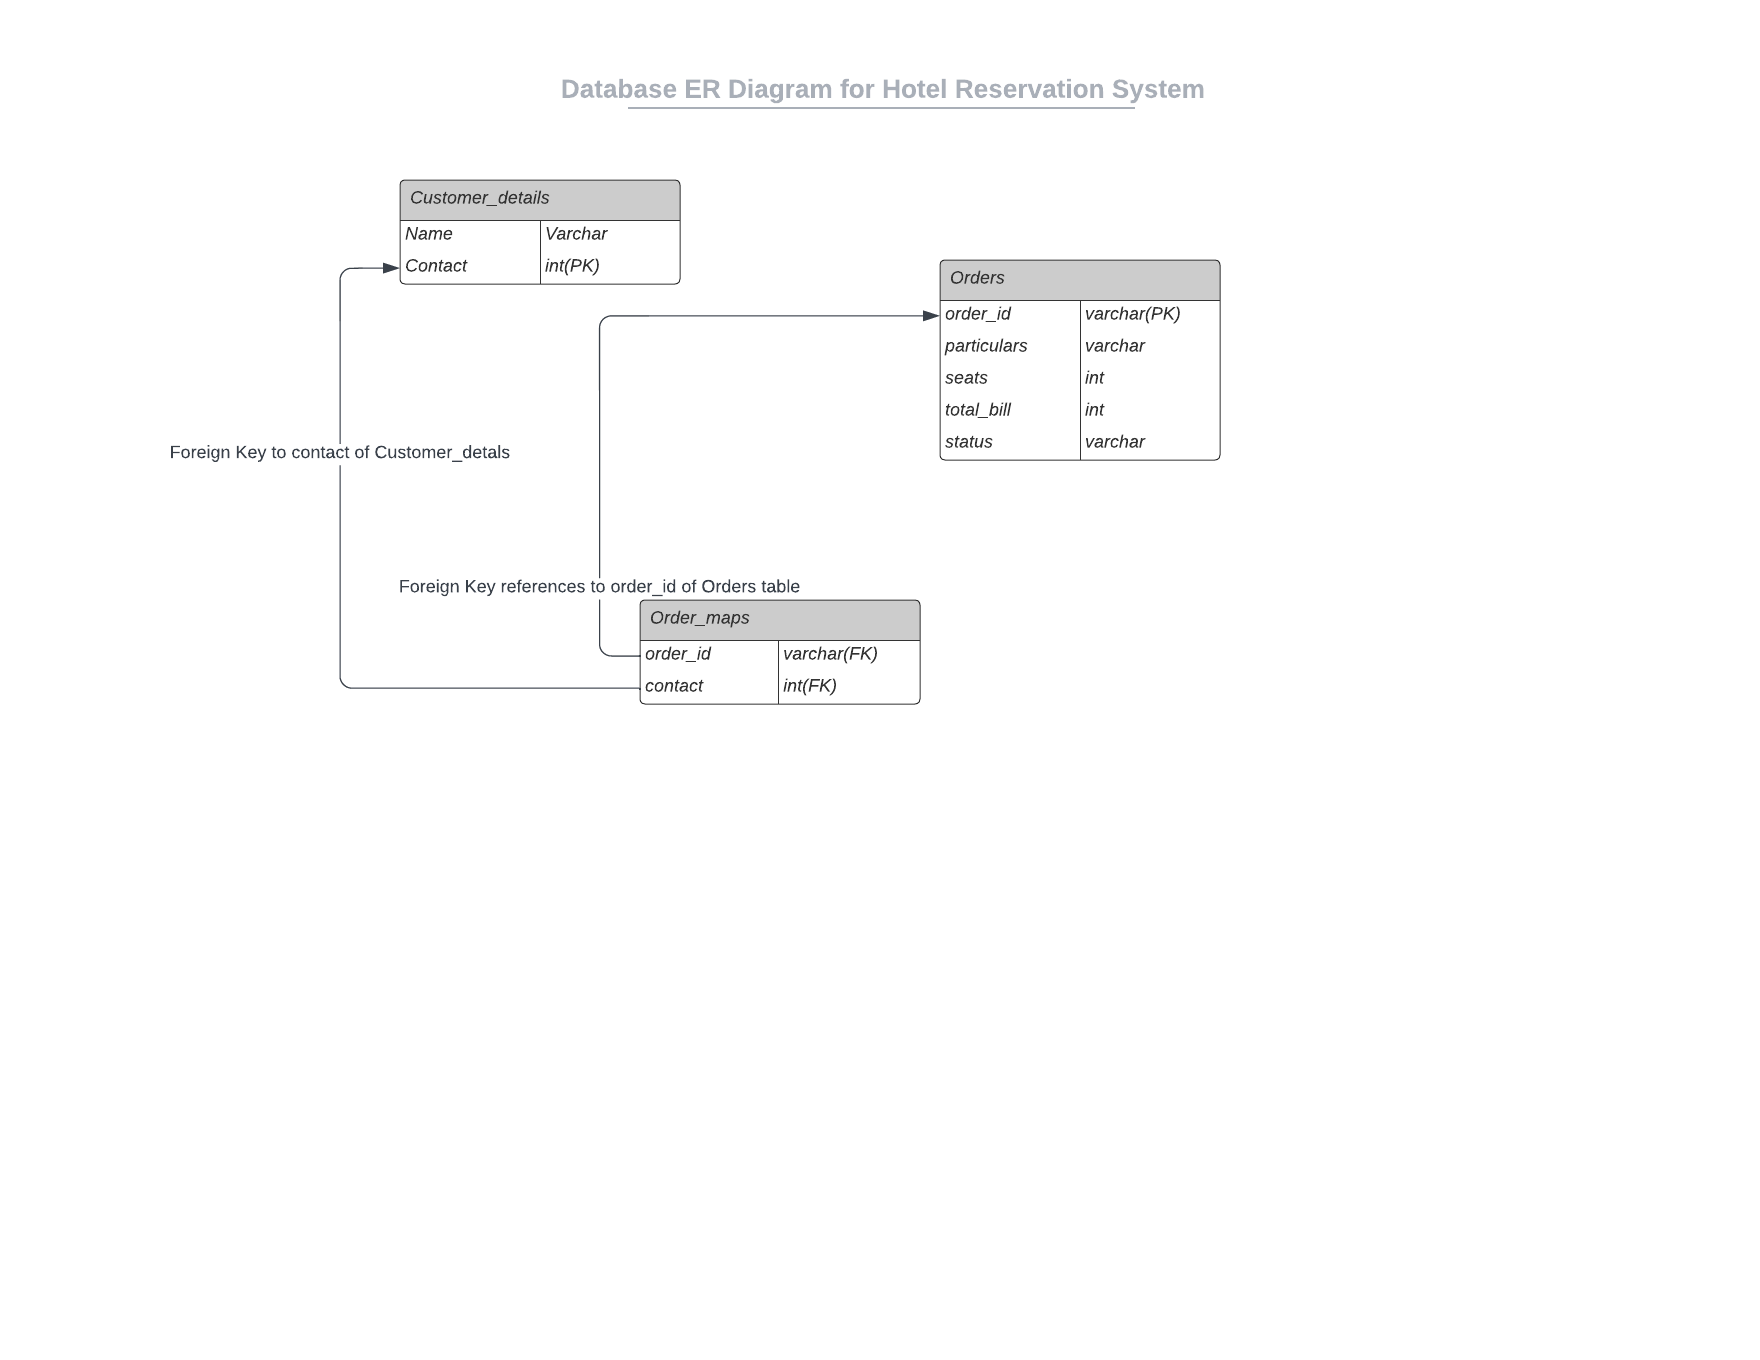 Database ER Diagram for Hotel Reservation System
Customer_details
Name Varchar
Contact int(PK)
Orders
order_id varchar(PK)
particulars varchar
seats int
total_bill int
status varchar
Foreign Key to contact of Customer_detals
Foreign Key references to order_id of Orders table
Order_maps
order_id varchar(FK)
contact int(FK)